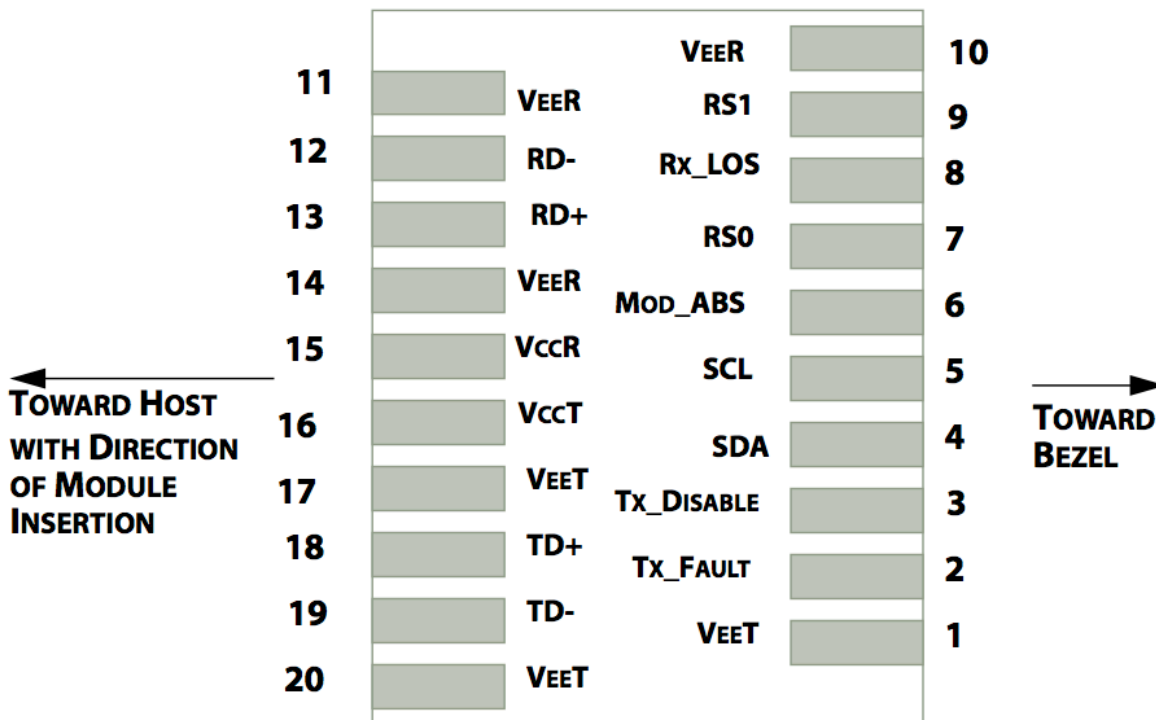 VEER 10
11 VEER
RS1 9
12 RD-
RX_LOS 8
13 RD+
RS0 7
14 VEER
MOD_ABS 6
15 VCCR
SCL 5
TOWARD HOST
WITH DIRECTION
OF MODULE
INSERTION
16 VCCT
TOWARD
BEZEL
SDA 4
17 VEET
TX_DISABLE 3
18 TD+
TX_FAULT 2
19 TD-
VEET 1
20 VEET